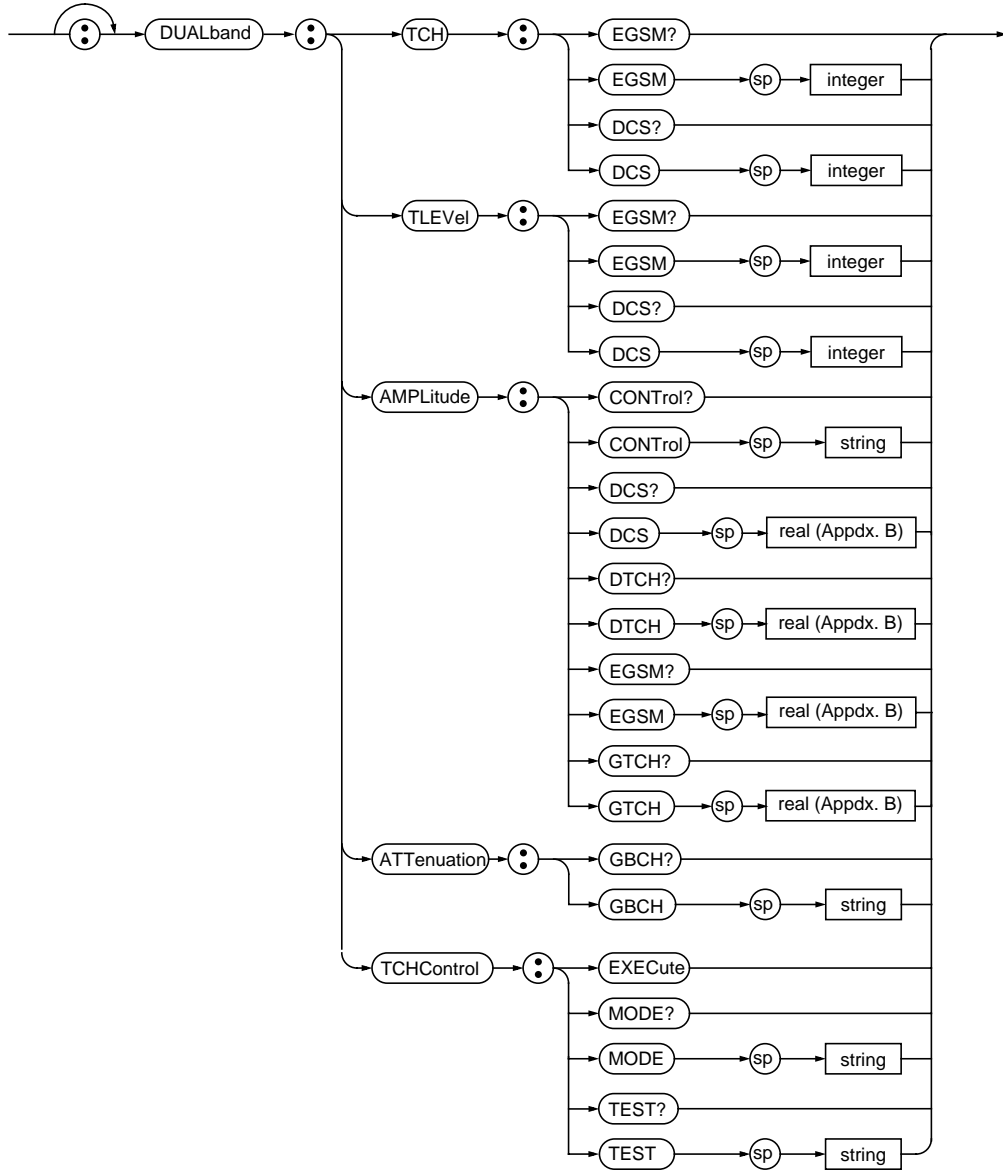 : DUALband : TCH : EGSM?
EGSM sp integer
DCS?
DCS sp integer
TLEVel : EGSM?
EGSM sp integer
DCS?
DCS sp integer
AMPLitude : CONTrol?
CONTrol sp string
DCS?
DCS sp real (Appdx. B)
DTCH?
DTCH sp real (Appdx. B)
EGSM?
EGSM sp real (Appdx. B)
GTCH?
GTCH sp real (Appdx. B)
ATTenuation : GBCH?
GBCH sp string
TCHControl : EXECute
MODE?
MODE sp string
TEST?
TEST sp string